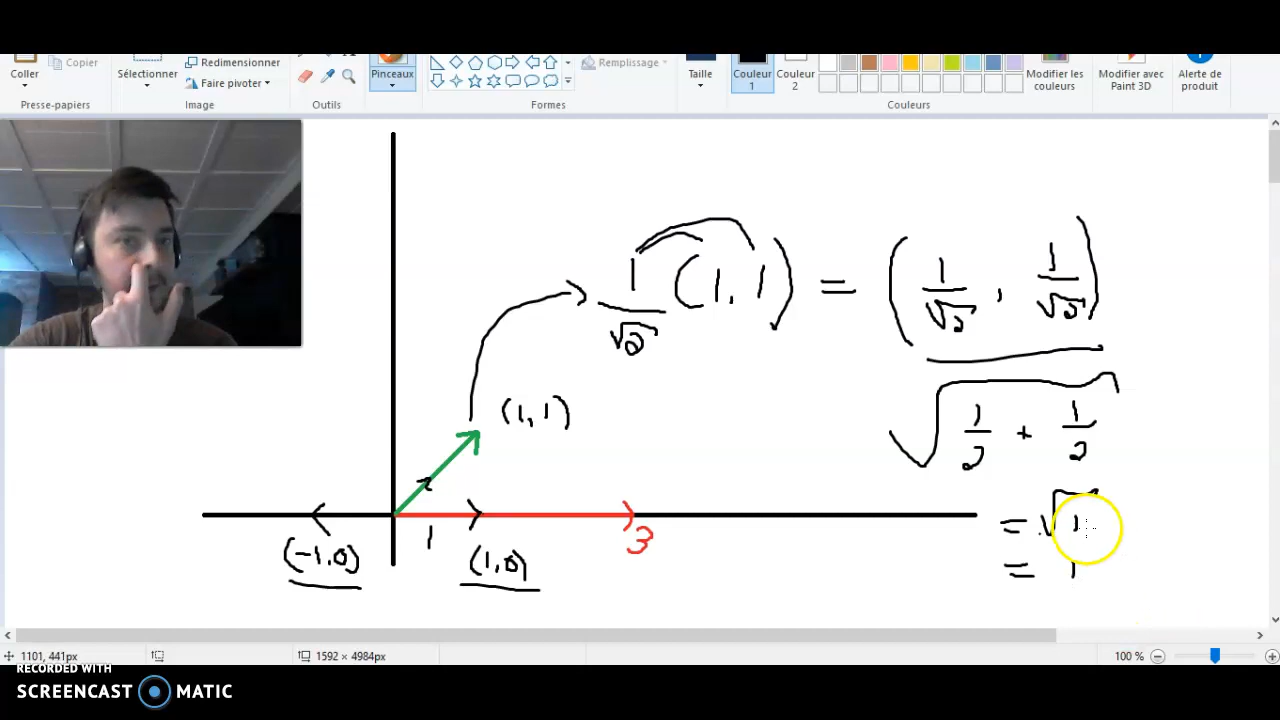 Coller
Copier
Presse-papiers
Sélectionner
Redimensionner
Faire pivoter
Image
Outils
Pinceaux
Formes
Remplissage
Taille
Couleur 1
Couleur 2
Couleurs
Modifier les couleurs
Modifier avec Paint 3D
Alerte de produit
1/√2 (1, 1) = (1/√2, 1/√2)
√(1/2 + 1/2)
= √1
= 1
(1, 1)
(-1,0)
1
(1,0)
3
1101, 441px
1592 × 4984px
100 %
RECORDED WITH
SCREENCAST MATIC